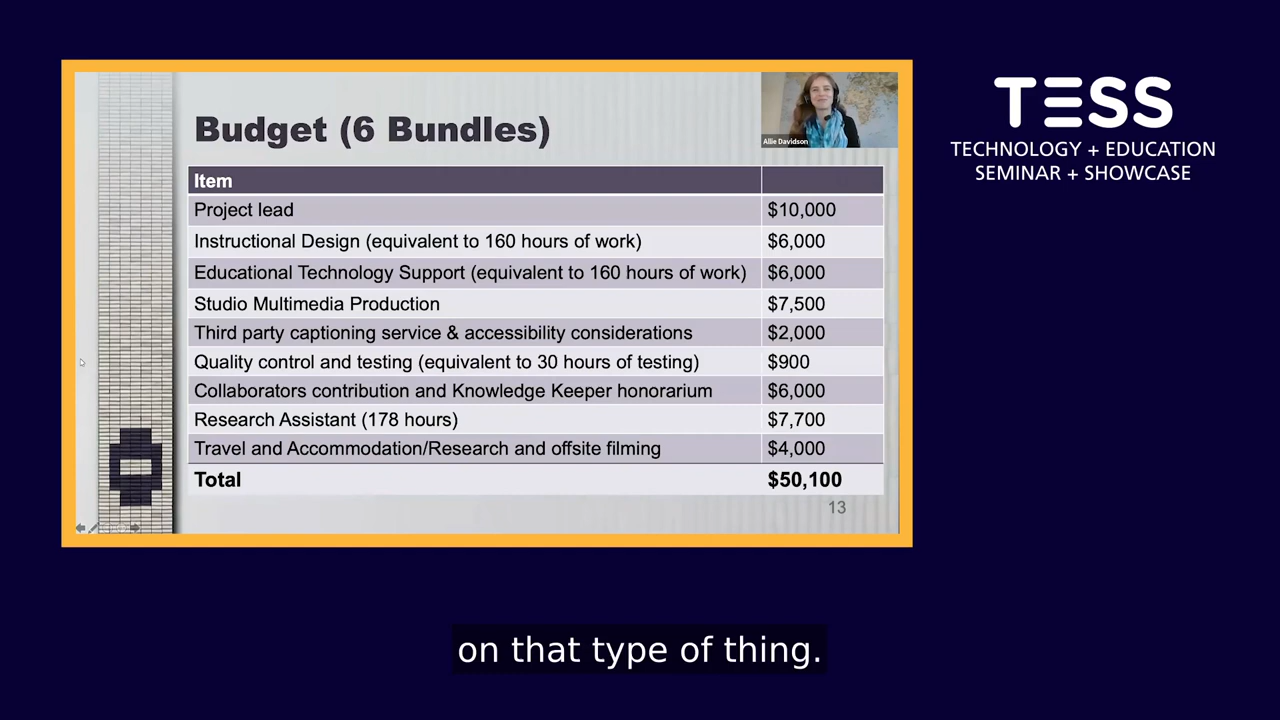 Budget (6 Bundles)
Allie Davidson
Item
Project lead $10,000
Instructional Design (equivalent to 160 hours of work) $6,000
Educational Technology Support (equivalent to 160 hours of work) $6,000
Studio Multimedia Production $7,500
Third party captioning service & accessibility considerations $2,000
Quality control and testing (equivalent to 30 hours of testing) $900
Collaborators contribution and Knowledge Keeper honorarium $6,000
Research Assistant (178 hours) $7,700
Travel and Accommodation/Research and offsite filming $4,000
Total $50,100
13
TESS
TECHNOLOGY + EDUCATION
SEMINAR + SHOWCASE
on that type of thing.